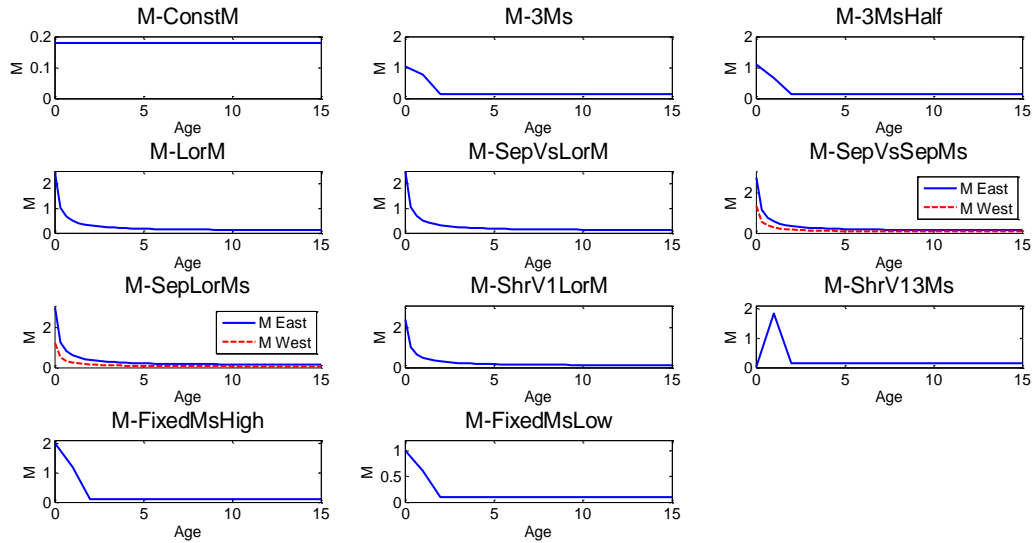 M-ConstM
M-3Ms
M-3MsHalf
0.2
0.1
0
M
0 5 10 15
Age
2
1
0
M
0 5 10 15
Age
2
1
0
M
0 5 10 15
Age
M-LorM
M-SepVsLorM
M-SepVsSepMs
2
1
0
M
0 5 10 15
Age
2
1
0
M
0 5 10 15
Age
2
0
M
M East
M West
0 5 10 15
Age
M-SepLorMs
M-ShrV1LorM
M-ShrV13Ms
2
0
M
M East
M West
0 5 10 15
Age
2
1
0
M
0 5 10 15
Age
2
1
0
M
0 5 10 15
Age
M-FixedMsHigh
M-FixedMsLow
2
1
0
M
0 5 10 15
Age
1
0.5
0
M
0 5 10 15
Age